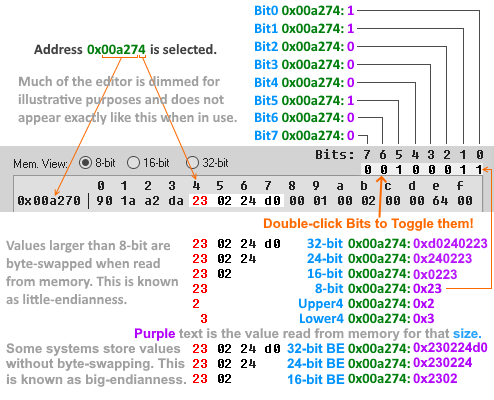 Bit0 0x00a274: 1
Bit1 0x00a274: 1
Bit2 0x00a274: 0
Bit3 0x00a274: 0
Bit4 0x00a274: 0
Bit5 0x00a274: 1
Bit6 0x00a274: 0
Bit7 0x00a274: 0
Address 0x00a274 is selected.
Much of the editor is dimmed for
illustrative purposes and does not
appear exactly like this when in use.
Bits: 7 6 5 4 3 2 1 0
0 0 1 0 0 0 1 1
Mem. View: 8-bit 16-bit 32-bit
0 1 2 3 4 5 6 7 8 9 a b c d e f
0x00a270 90 1a a2 da 23 02 24 d0 00 01 00 02 00 00 00 00
Double-click Bits to Toggle them!
Values larger than 8-bit are
byte-swapped when read
from memory. This is known
as little-endianness.
23 02 24 d0 32-bit 0x00a274: 0xd0240223
23 02 24 24-bit 0x00a274: 0x240223
23 02 16-bit 0x00a274: 0x0223
23 8-bit 0x00a274: 0x23
2 Upper4 0x00a274: 0x2
3 Lower4 0x00a274: 0x3
Purple text is the value read from memory for that size.
Some systems store values
without byte-swapping. This
is known as big-endianness.
23 02 24 d0 32-bit BE 0x00a274: 0x230224d0
23 02 24 24-bit BE 0x00a274: 0x230224
23 02 16-bit BE 0x00a274: 0x2302